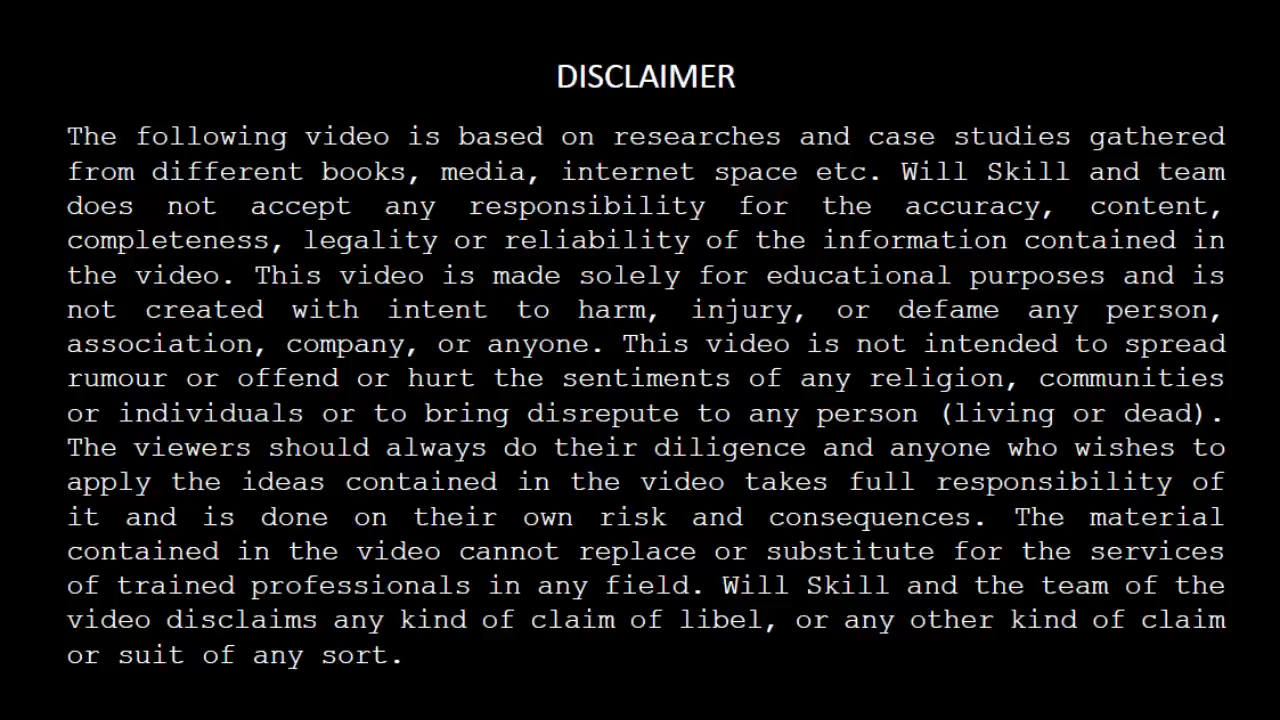 DISCLAIMER
The following video is based on researches and case studies gathered
from different books, media, internet space etc. Will Skill and team
does not accept any responsibility for the accuracy, content,
completeness, legality or reliability of the information contained in
the video. This video is made solely for educational purposes and is
not created with intent to harm, injury, or defame any person,
association, company, or anyone. This video is not intended to spread
rumour or offend or hurt the sentiments of any religion, communities
or individuals or to bring disrepute to any person (living or dead).
The viewers should always do their diligence and anyone who wishes to
apply the ideas contained in the video takes full responsibility of
it and is done on their own risk and consequences. The material
contained in the video cannot replace or substitute for the services
of trained professionals in any field. Will Skill and the team of the
video disclaims any kind of claim of libel, or any other kind of claim
or suit of any sort.